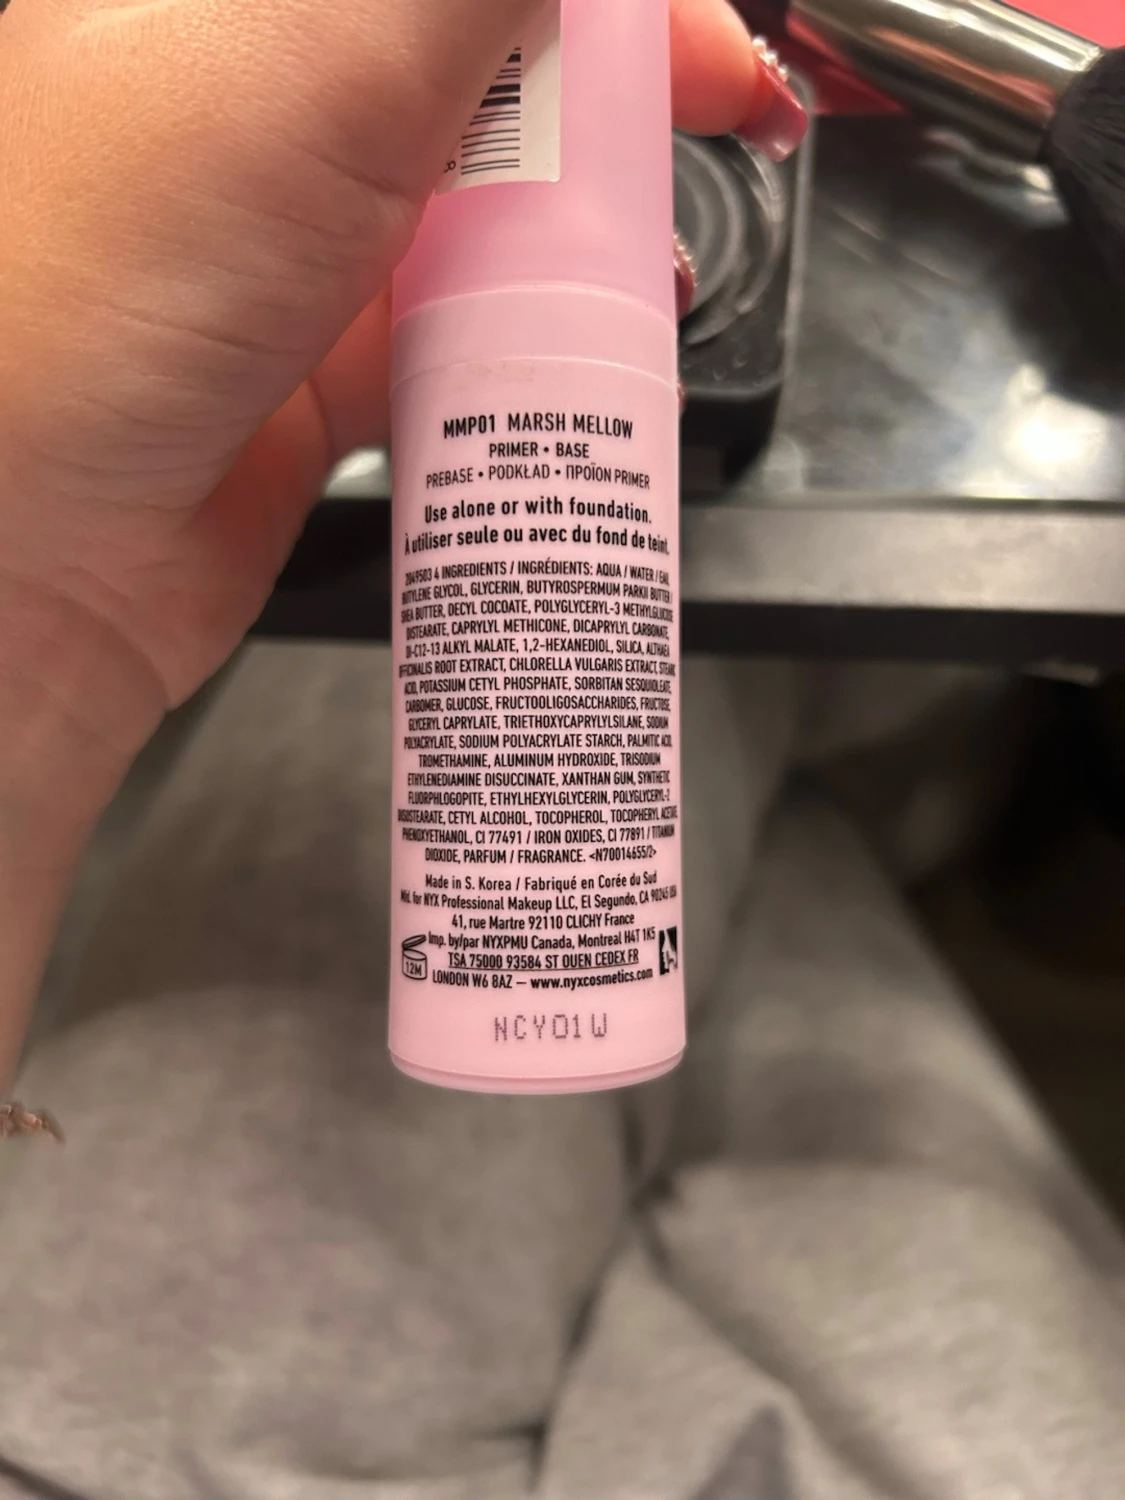 MMP01 MARSH MELLOW
PRIMER • BASE
PREBASE • PODKŁAD • ΠΡΟΪΟΝ PRIMER
Use alone or with foundation.
À utiliser seule ou avec du fond de teint.
2049503 4 INGREDIENTS / INGRÉDIENTS: AQUA / WATER / EAU,
BUTYLENE GLYCOL, GLYCERIN, BUTYROSPERMUM PARKII BUTTER /
SHEA BUTTER, DECYL COCOATE, POLYGLYCERYL-3 METHYLGLUCOSE
DISTEARATE, CAPRYLYL METHICONE, DICAPRYLYL CARBONATE,
DI-C12-13 ALKYL MALATE, 1,2-HEXANEDIOL, SILICA, ALTHAEA
OFFICINALIS ROOT EXTRACT, CHLORELLA VULGARIS EXTRACT, STEARIC
ACID, POTASSIUM CETYL PHOSPHATE, SORBITAN SESQUIOLEATE,
CARBOMER, GLUCOSE, FRUCTOOLIGOSACCHARIDES, FRUCTOSE,
GLYCERYL CAPRYLATE, TRIETHOXYCAPRYLYLSILANE, SODIUM
POLYACRYLATE, SODIUM POLYACRYLATE STARCH, PALMITIC ACID,
TROMETHAMINE, ALUMINUM HYDROXIDE, TRISODIUM
ETHYLENEDIAMINE DISUCCINATE, XANTHAN GUM, SYNTHETIC
FLUORPHLOGOPITE, ETHYLHEXYLGLYCERIN, POLYGLYCERYL-2
DIISOSTEARATE, CETYL ALCOHOL, TOCOPHEROL, TOCOPHERYL ACETATE,
PHENOXYETHANOL, CI 77491 / IRON OXIDES, CI 77891 / TITANIUM
DIOXIDE, PARFUM / FRAGRANCE. <N70014655/2>
Made in S. Korea / Fabriqué en Corée du Sud
Mfd. for NYX Professional Makeup LLC, El Segundo, CA 90245 USA
41, rue Martre 92110 CLICHY France
Imp. by/par NYXPMU Canada, Montreal H4T 1K5
TSA 75000 93584 ST OUEN CEDEX FR
12M
LONDON W6 8AZ – www.nyxcosmetics.com
NCY01W